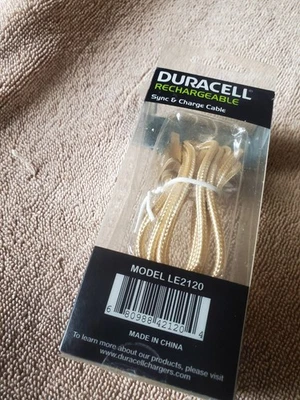 DURACELL
RECHARGEABLE
Sync & Charge Cable
MODEL LE2120
6 80988 42120 4
MADE IN CHINA
To learn more about our products, please visit
www.duracellchargers.com